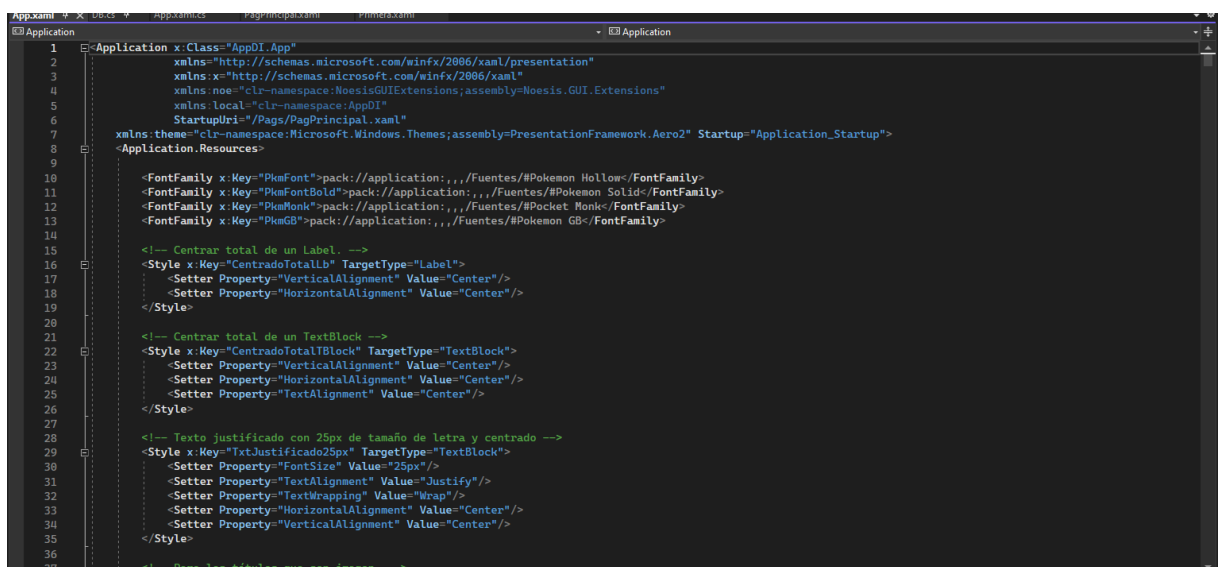 App.xaml DB.cs App.xaml.cs PagPrincipal.xaml Primera.xaml
Application Application
1 <Application x:Class="AppDI.App"
2 xmlns="http://schemas.microsoft.com/winfx/2006/xaml/presentation"
3 xmlns:x="http://schemas.microsoft.com/winfx/2006/xaml"
4 xmlns:noe="clr-namespace:NoesisGUIExtensions;assembly=Noesis.GUI.Extensions"
5 xmlns:local="clr-namespace:AppDI"
6 StartupUri="/Pags/PagPrincipal.xaml"
7 xmlns:theme="clr-namespace:Microsoft.Windows.Themes;assembly=PresentationFramework.Aero2" Startup="Application_Startup">
8 <Application.Resources>
9
10 <FontFamily x:Key="PkmFont">pack://application:,,,/Fuentes/#Pokemon Hollow</FontFamily>
11 <FontFamily x:Key="PkmFontBold">pack://application:,,,/Fuentes/#Pokemon Solid</FontFamily>
12 <FontFamily x:Key="PkmMonk">pack://application:,,,/Fuentes/#Pocket Monk</FontFamily>
13 <FontFamily x:Key="PkmGB">pack://application:,,,/Fuentes/#Pokemon GB</FontFamily>
14
15 <!-- Centrar total de un Label. -->
16 <Style x:Key="CentradoTotalLb" TargetType="Label">
17 <Setter Property="VerticalAlignment" Value="Center"/>
18 <Setter Property="HorizontalAlignment" Value="Center"/>
19 </Style>
20
21 <!-- Centrar total de un TextBlock -->
22 <Style x:Key="CentradoTotalTBlock" TargetType="TextBlock">
23 <Setter Property="VerticalAlignment" Value="Center"/>
24 <Setter Property="HorizontalAlignment" Value="Center"/>
25 <Setter Property="TextAlignment" Value="Center"/>
26 </Style>
27
28 <!-- Texto justificado con 25px de tamaño de letra y centrado -->
29 <Style x:Key="TxtJustificado25px" TargetType="TextBlock">
30 <Setter Property="FontSize" Value="25px"/>
31 <Setter Property="TextAlignment" Value="Justify"/>
32 <Setter Property="TextWrapping" Value="Wrap"/>
33 <Setter Property="HorizontalAlignment" Value="Center"/>
34 <Setter Property="VerticalAlignment" Value="Center"/>
35 </Style>
36